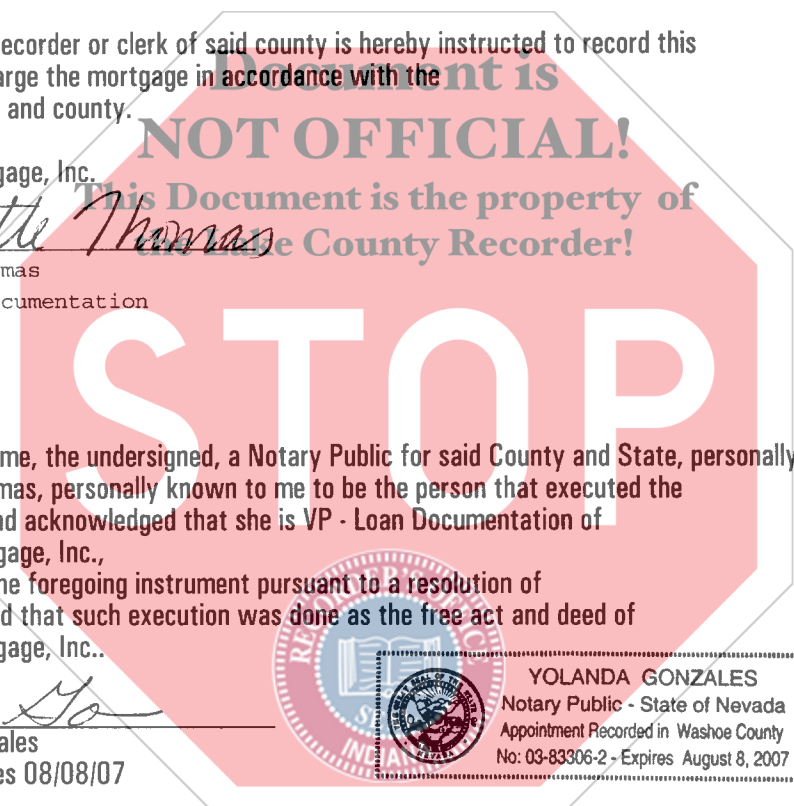 ecorder or clerk of said county is hereby instructed to record this
arge the mortgage in accordance with the
and county.
Document is
NOT OFFICIAL!
This Document is the property of
the Lake County Recorder!
gage, Inc.
Thomas
mas
cumentation
STOP
me, the undersigned, a Notary Public for said County and State, personally
mas, personally known to me to be the person that executed the
nd acknowledged that she is VP - Loan Documentation of
gage, Inc.,
ne foregoing instrument pursuant to a resolution of
d that such execution was done as the free act and deed of
gage, Inc..
RECORDER'S OFFICE
YOLANDA GONZALES
Notary Public - State of Nevada
Appointment Recorded in Washoe County
No: 03-83306-2 - Expires August 8, 2007
ales
es 08/08/07